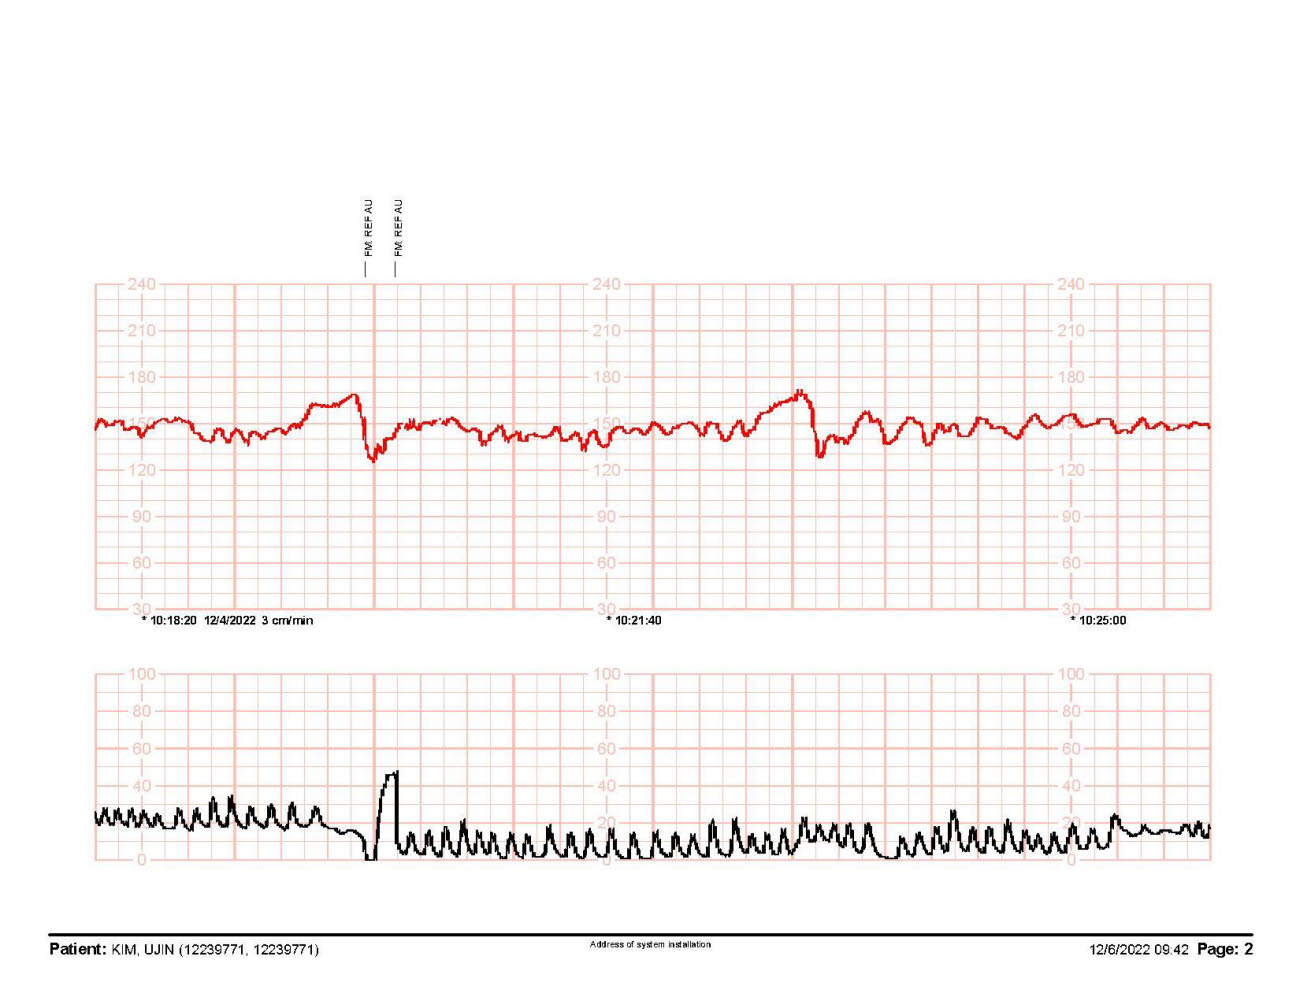 FM: REF AU
FM: REF AU
240 240 240
210 210 210
180 180 180
150 150 150
120 120 120
90 90 90
60 60 60
30 30 30
* 10:18:20 12/4/2022 3 cm/min * 10:21:40 * 10:25:00
100 100 100
80 80 80
60 60 60
40 40 40
20 20 20
0 0 0
Patient: KIM, UJIN (12239771, 12239771) Address of system installation 12/6/2022 09:42 Page: 2